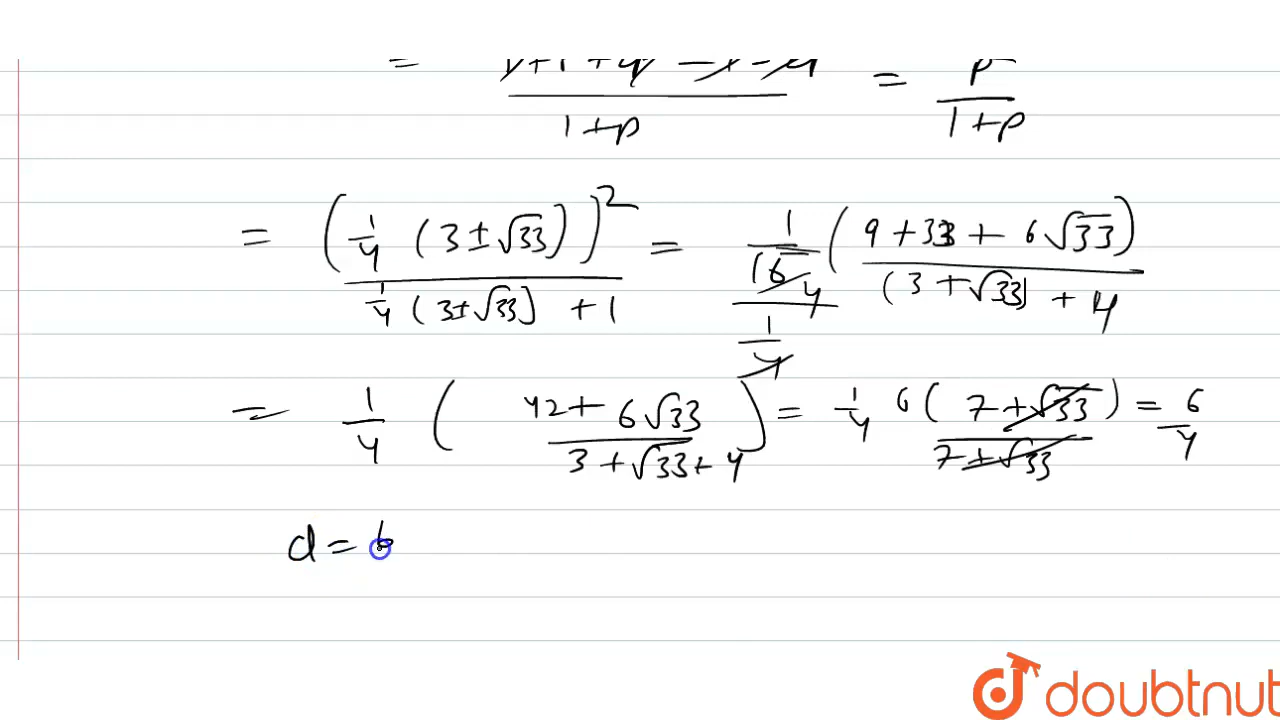 = / 1+p = p² / 1+p
= (1/4 (3±√33))² / 1/4 (3±√33) + 1 = 1/16 4 / 1/4 (9+33+6√33 / (3+√33) + 4)
= 1/4 (42+6√33 / 3+√33+4) = 1/4 6(7+√33) / 7+√33 = 6/4
d = 6
doubtnut